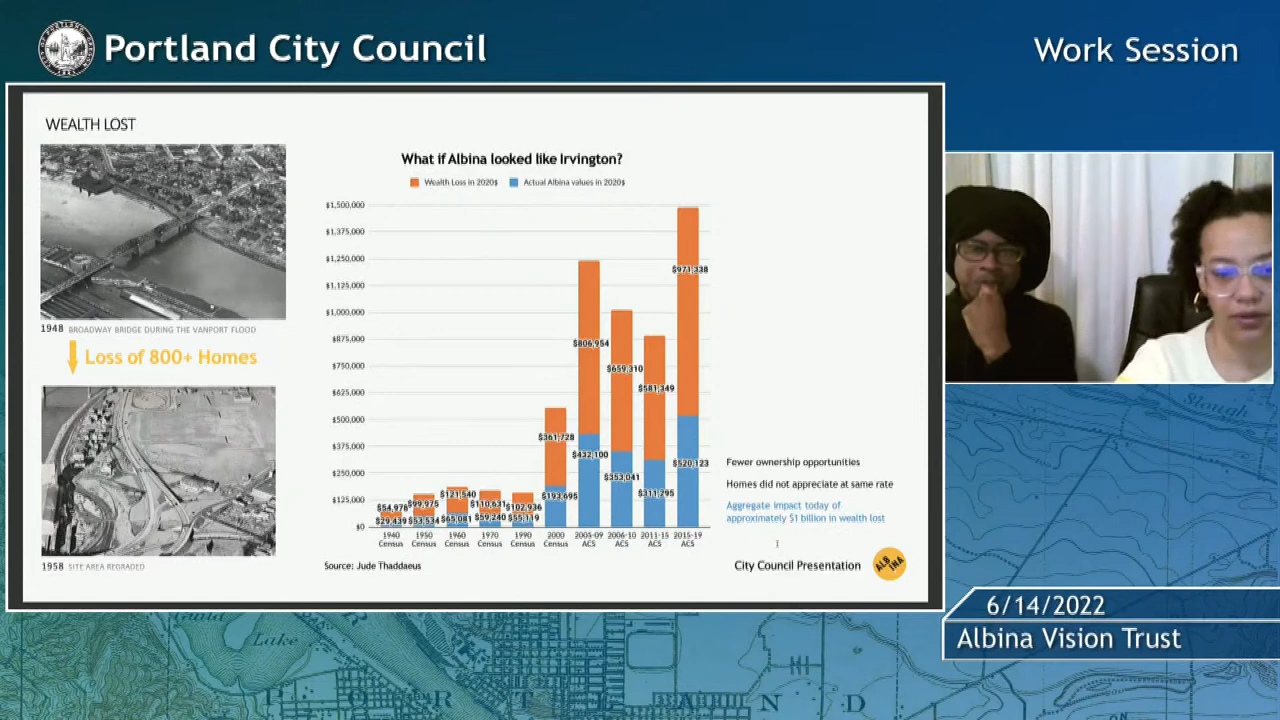 Portland City Council
Work Session
WEALTH LOST
What if Albina looked like Irvington?
Wealth Loss in 2020$
Actual Albina values in 2020$
$1,500,000
$1,375,000
$1,250,000
$1,125,000
$1,000,000
$875,000
$750,000
$625,000
$500,000
$375,000
$250,000
$125,000
$0
$54,978
$99,975
$121,540
$110,631
$102,936
$361,728
$806,954
$659,310
$581,349
$971,338
$29,439
$53,534
$65,081
$59,240
$55,119
$193,695
$432,100
$353,041
$311,295
$520,123
1940 Census
1950 Census
1960 Census
1970 Census
1990 Census
2000 Census
2005-09 ACS
2006-10 ACS
2011-15 ACS
2015-19 ACS
Source: Jude Thaddaeus
1948 BROADWAY BRIDGE DURING THE VANPORT FLOOD
Loss of 800+ Homes
1958 SITE AREA REGRADED
Fewer ownership opportunities
Homes did not appreciate at same rate
Aggregate impact today of
approximately $1 billion in wealth lost
City Council Presentation
ALB
INA
6/14/2022
Albina Vision Trust
Slough
Guild
Lake
P O R T L A N D